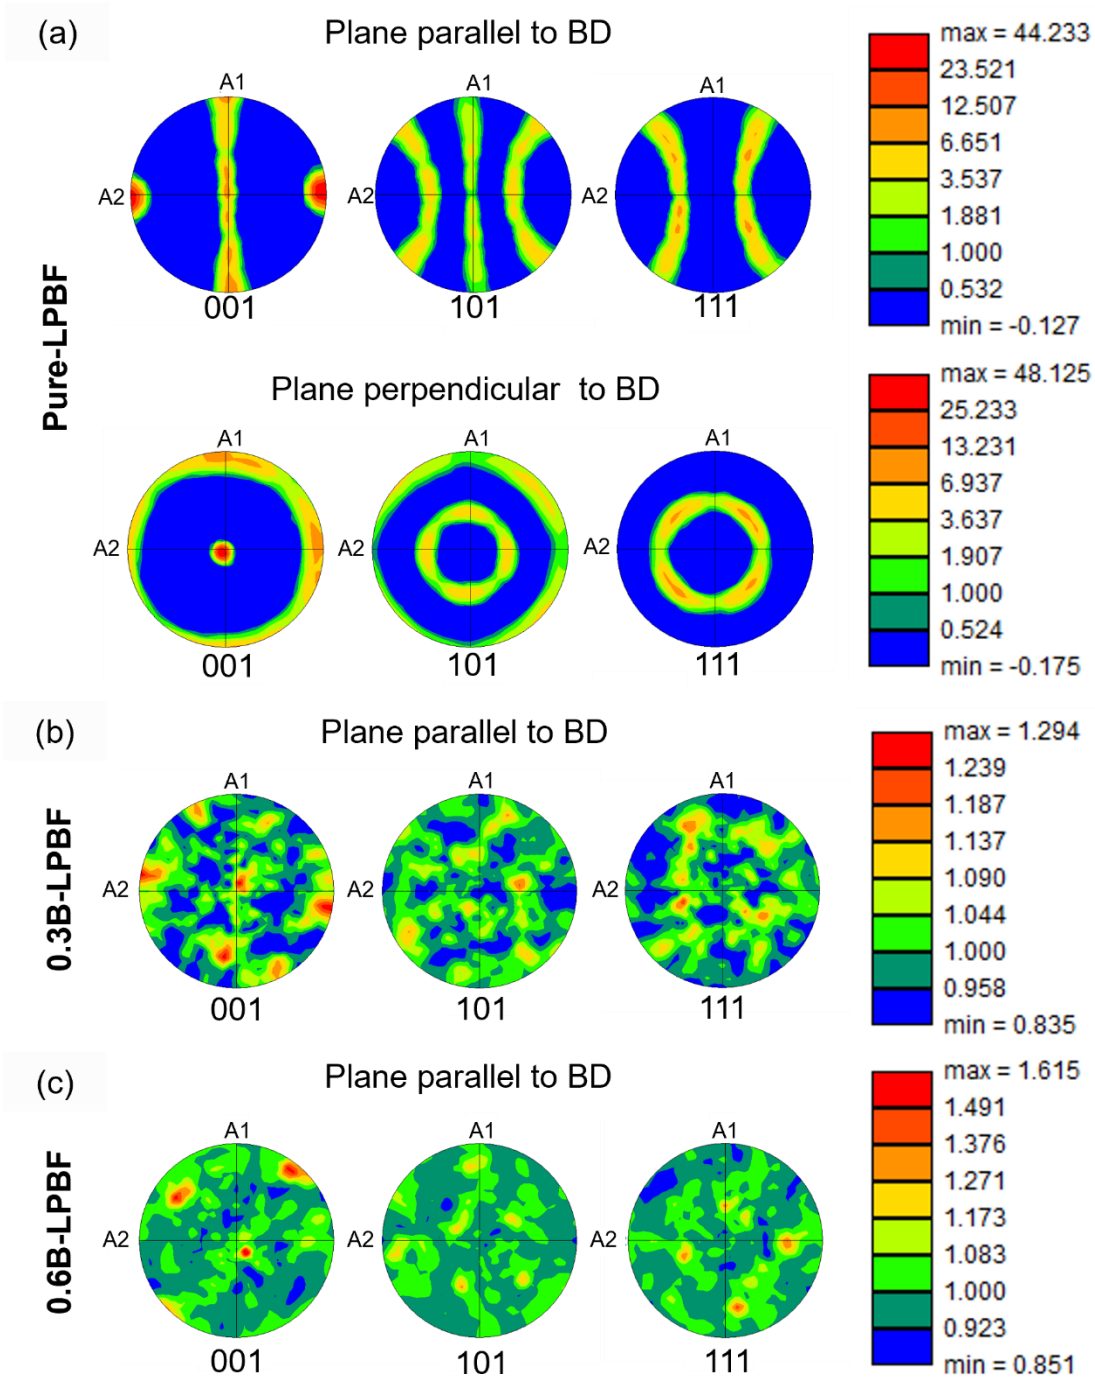 (a)
Plane parallel to BD
A1
A1
A1
A2
A2
A2
001
101
111
max = 44.233
23.521
12.507
6.651
3.537
1.881
1.000
0.532
min = -0.127
Pure-LPBF
Plane perpendicular to BD
A1
A1
A1
A2
A2
A2
001
101
111
max = 48.125
25.233
13.231
6.937
3.637
1.907
1.000
0.524
min = -0.175
(b)
Plane parallel to BD
0.3B-LPBF
A1
A1
A1
A2
A2
A2
001
101
111
max = 1.294
1.239
1.187
1.137
1.090
1.044
1.000
0.958
min = 0.835
(c)
Plane parallel to BD
0.6B-LPBF
A1
A1
A1
A2
A2
A2
001
101
111
max = 1.615
1.491
1.376
1.271
1.173
1.083
1.000
0.923
min = 0.851